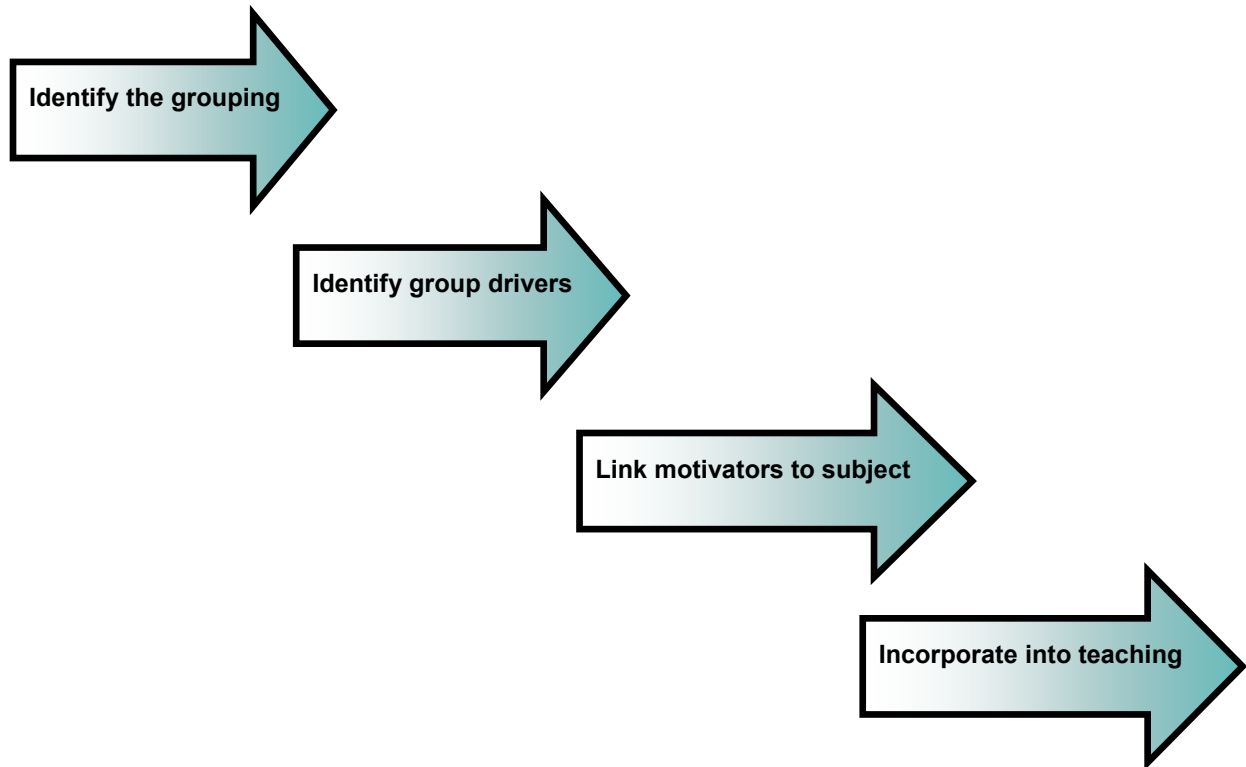 Identify the grouping
Identify group drivers
Link motivators to subject
Incorporate into teaching